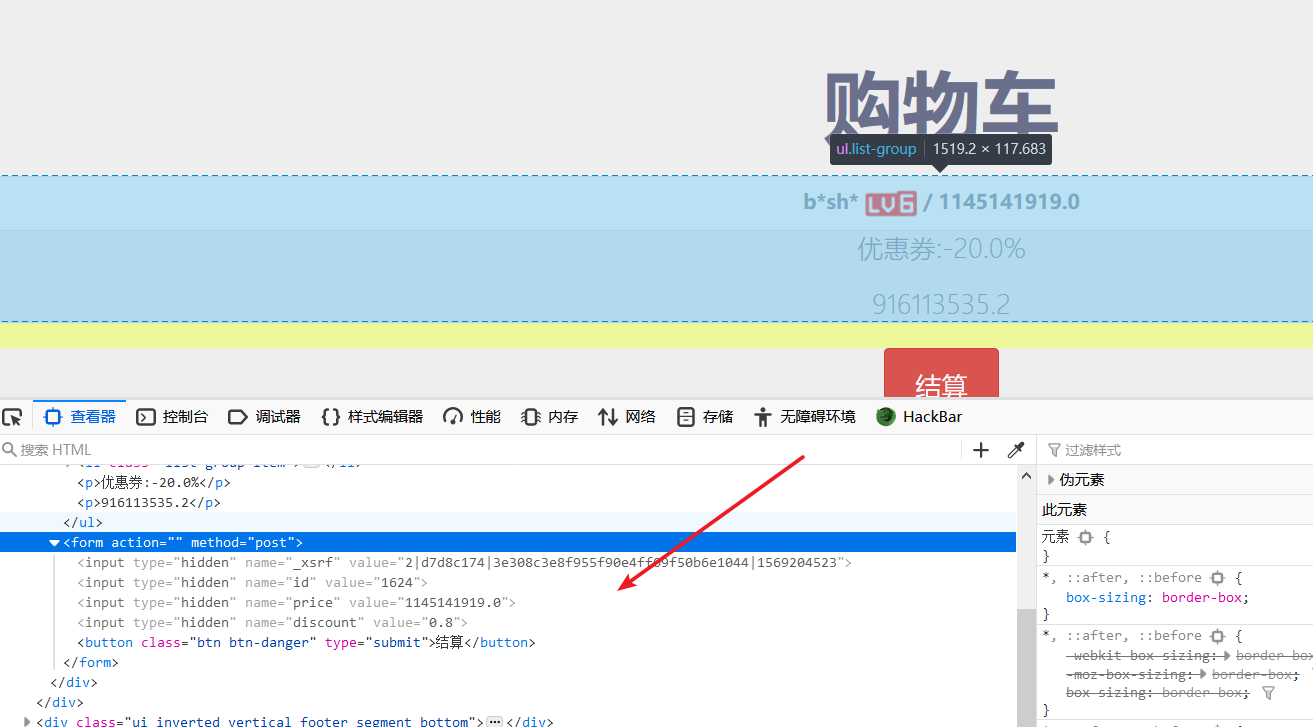 购物车
ul.list-group 1519.2 × 117.683
b*sh* LV6 / 1145141919.0
优惠券:-20.0%
916113535.2
结算
查看器 控制台 调试器 样式编辑器 性能 内存 网络 存储 无障碍环境 HackBar
搜索 HTML
过滤样式
<p>优惠券:-20.0%</p>
<p>916113535.2</p>
</ul>
<form action="" method="post">
<input type="hidden" name="_xsrf" value="2|d7d8c174|3e308c3e8f955f90e4ff09f50b6e1044|1569204523">
<input type="hidden" name="id" value="1624">
<input type="hidden" name="price" value="1145141919.0">
<input type="hidden" name="discount" value="0.8">
<button class="btn btn-danger" type="submit">结算</button>
</form>
</div>
</div>
<div class="ui inverted vertical footer segment bottom">…</div>
伪元素
此元素
元素 {
}
*, ::after, ::before {
box-sizing: border-box;
}
*, ::after, ::before {
-webkit-box-sizing: border-box
-moz-box-sizing: border-box;
box-sizing: border-box;
}